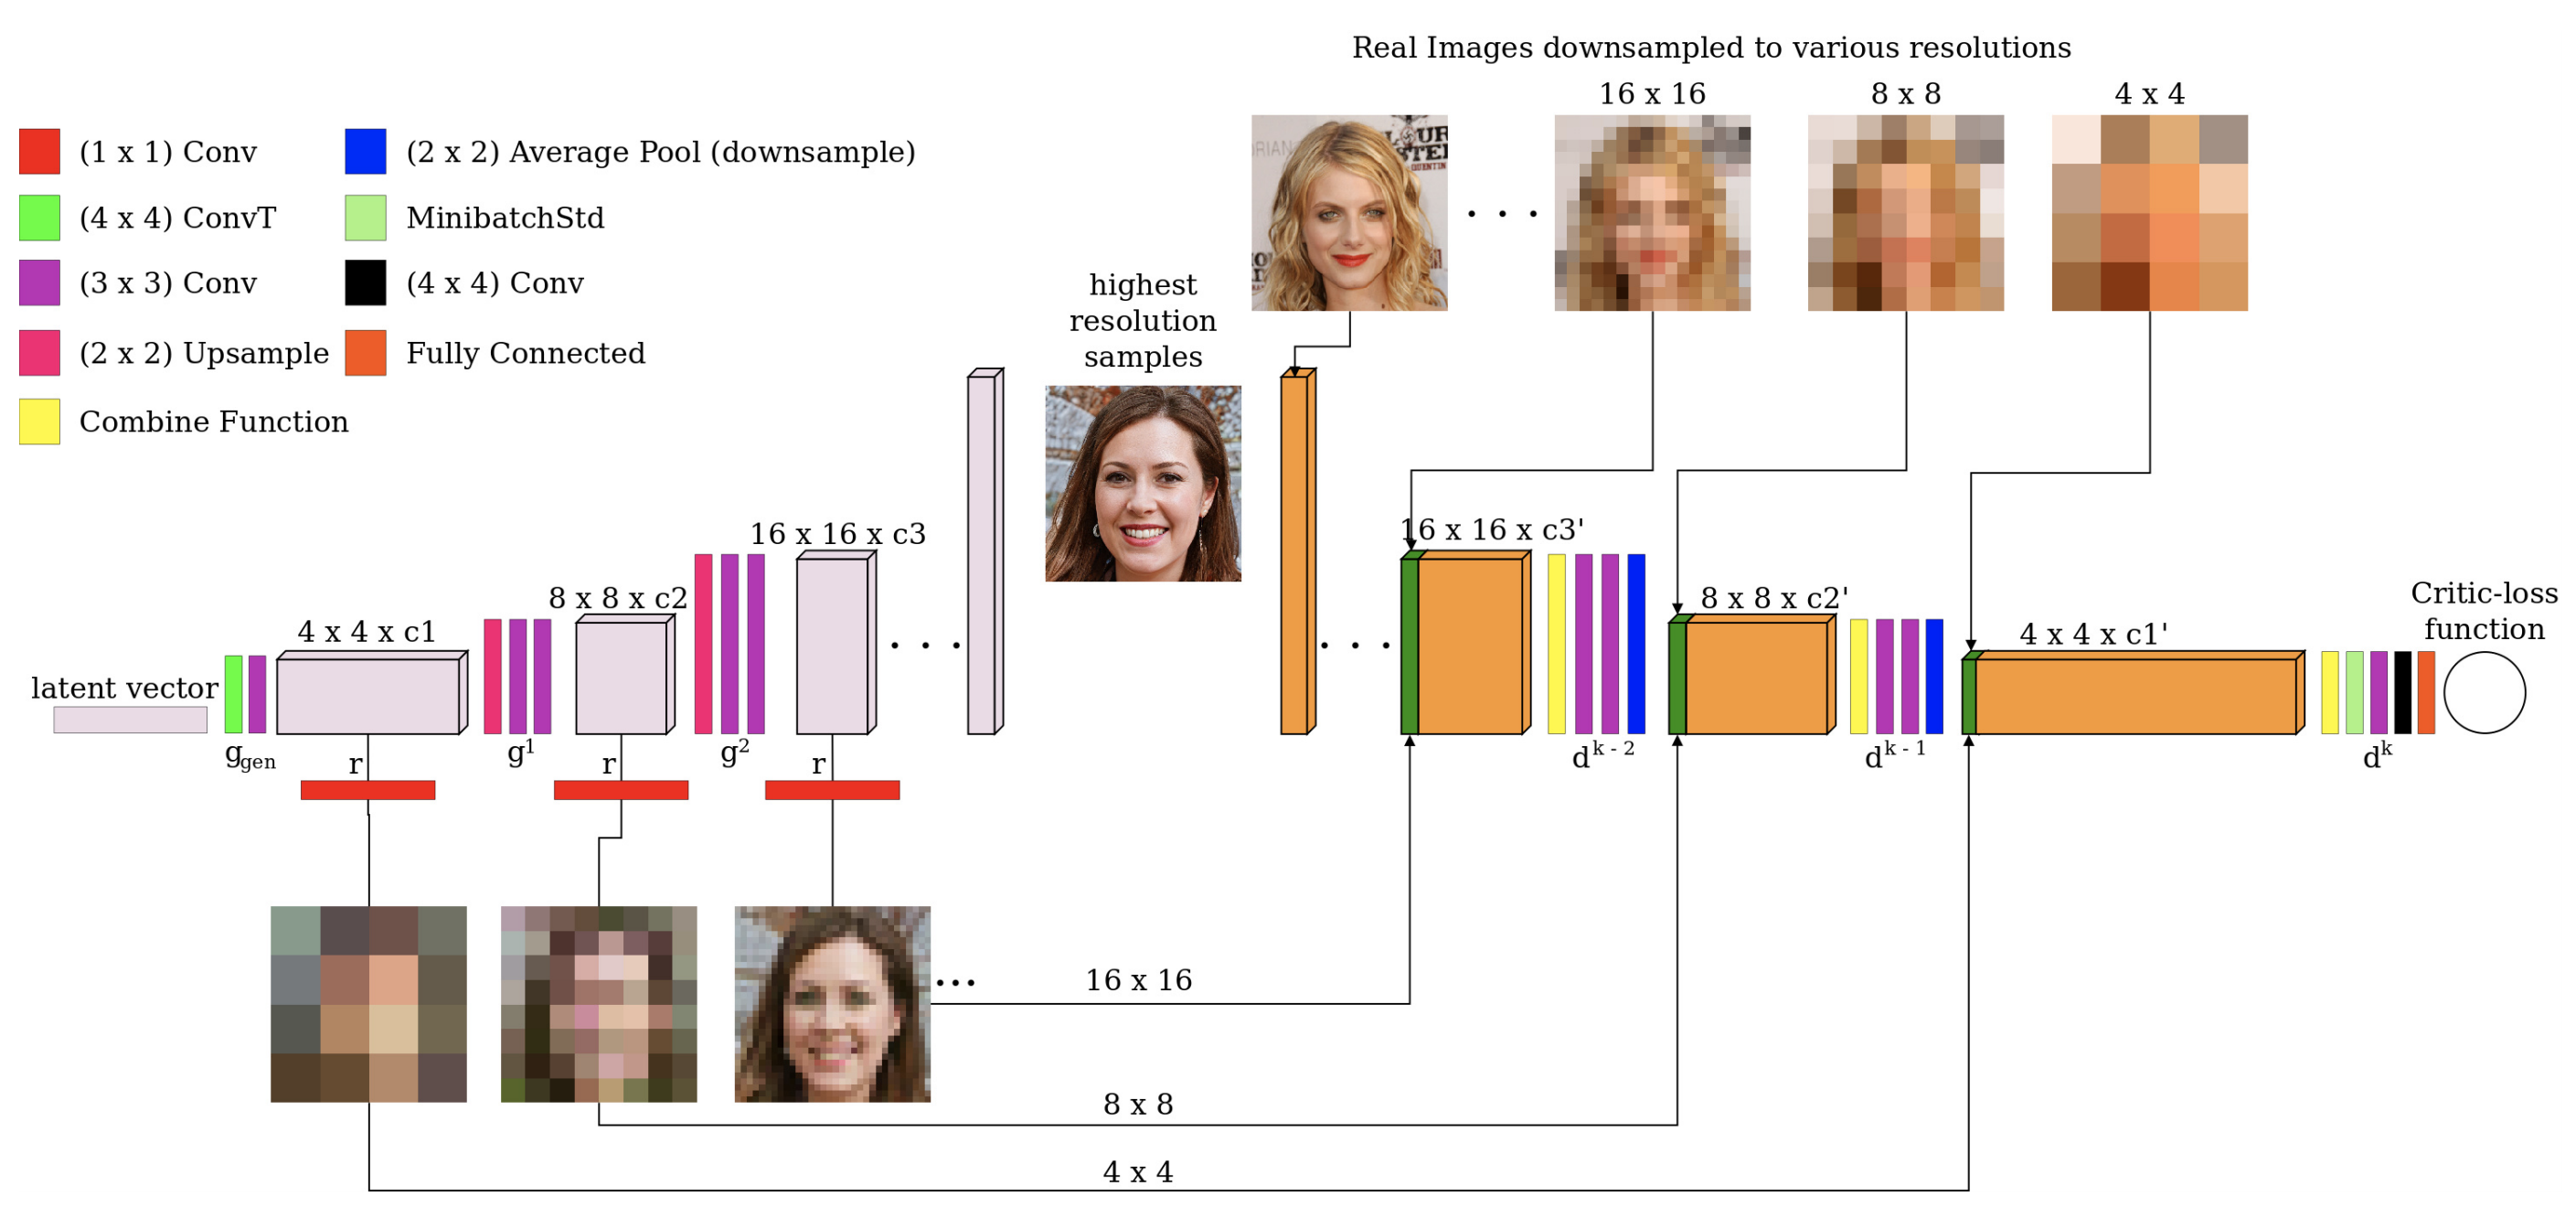 Real Images downsampled to various resolutions
16 x 16
8 x 8
4 x 4
(1 x 1) Conv
(2 x 2) Average Pool (downsample)
(4 x 4) ConvT
MinibatchStd
(3 x 3) Conv
(4 x 4) Conv
(2 x 2) Upsample
Fully Connected
Combine Function
highest
resolution
samples
16 x 16 x c3
16 x 16 x c3'
8 x 8 x c2
8 x 8 x c2'
4 x 4 x c1
4 x 4 x c1'
Critic-loss
function
latent vector
. . .
. . .
. . .
g_gen
g^1
g^2
d^{k - 2}
d^{k - 1}
d^k
r
r
r
...
16 x 16
8 x 8
4 x 4